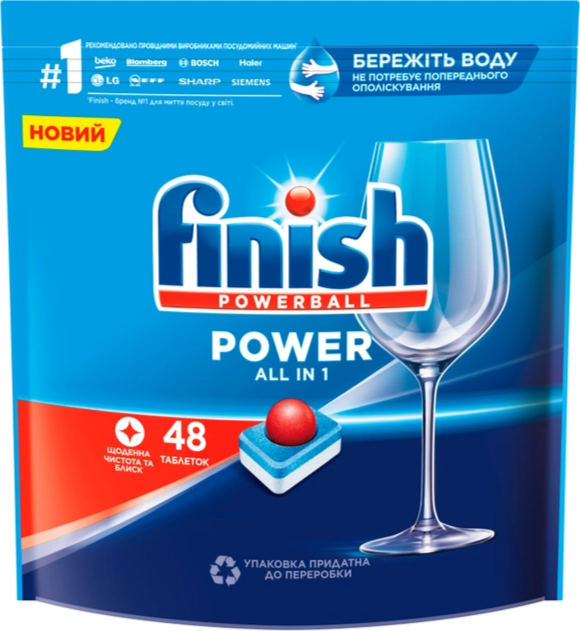 #1
РЕКОМЕНДОВАНО ПРОВІДНИМИ ВИРОБНИКАМИ ПОСУДОМИЙНИХ МАШИН¹
beko Blomberg BOSCH Haier
LG NEFF SHARP SIEMENS
¹Finish - бренд №1 для миття посуду у світі.
БЕРЕЖІТЬ ВОДУ
НЕ ПОТРЕБУЄ ПОПЕРЕДНЬОГО
ОПОЛІСКУВАННЯ
НОВИЙ
finish
POWERBALL
POWER
ALL IN 1
ЩОДЕННА
ЧИСТОТА ТА
БЛИСК
48
ТАБЛЕТОК
УПАКОВКА ПРИДАТНА
ДО ПЕРЕРОБКИ